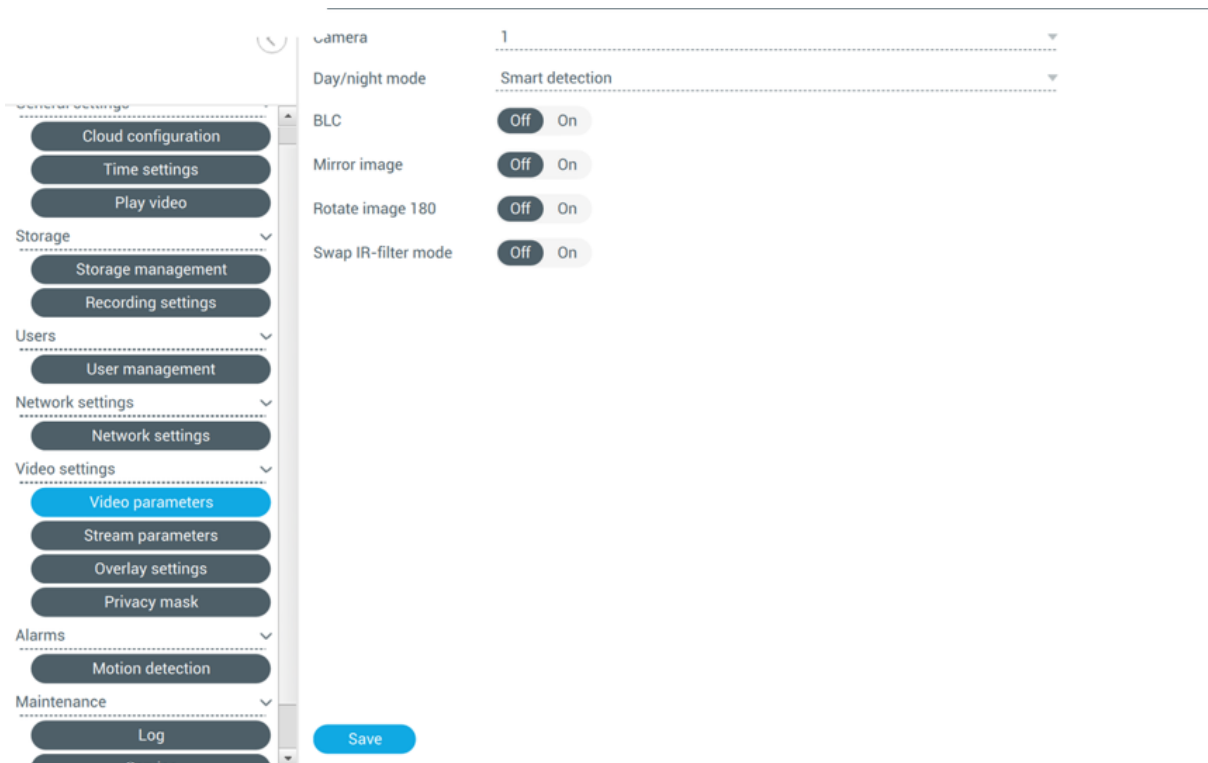 Camera 1
Day/night mode Smart detection
BLC Off On
Mirror image Off On
Rotate image 180 Off On
Swap IR-filter mode Off On
Save
General settings
Cloud configuration
Time settings
Play video
Storage
Storage management
Recording settings
Users
User management
Network settings
Network settings
Video settings
Video parameters
Stream parameters
Overlay settings
Privacy mask
Alarms
Motion detection
Maintenance
Log